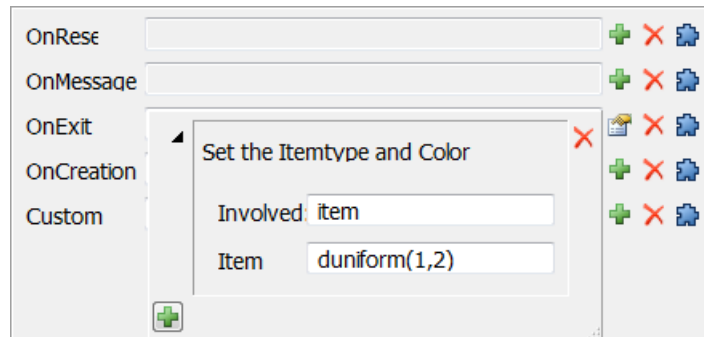 OnRese
OnMessage
OnExit
Set the Itemtype and Color
OnCreation
Involved: item
Custom
Item duniform(1,2)